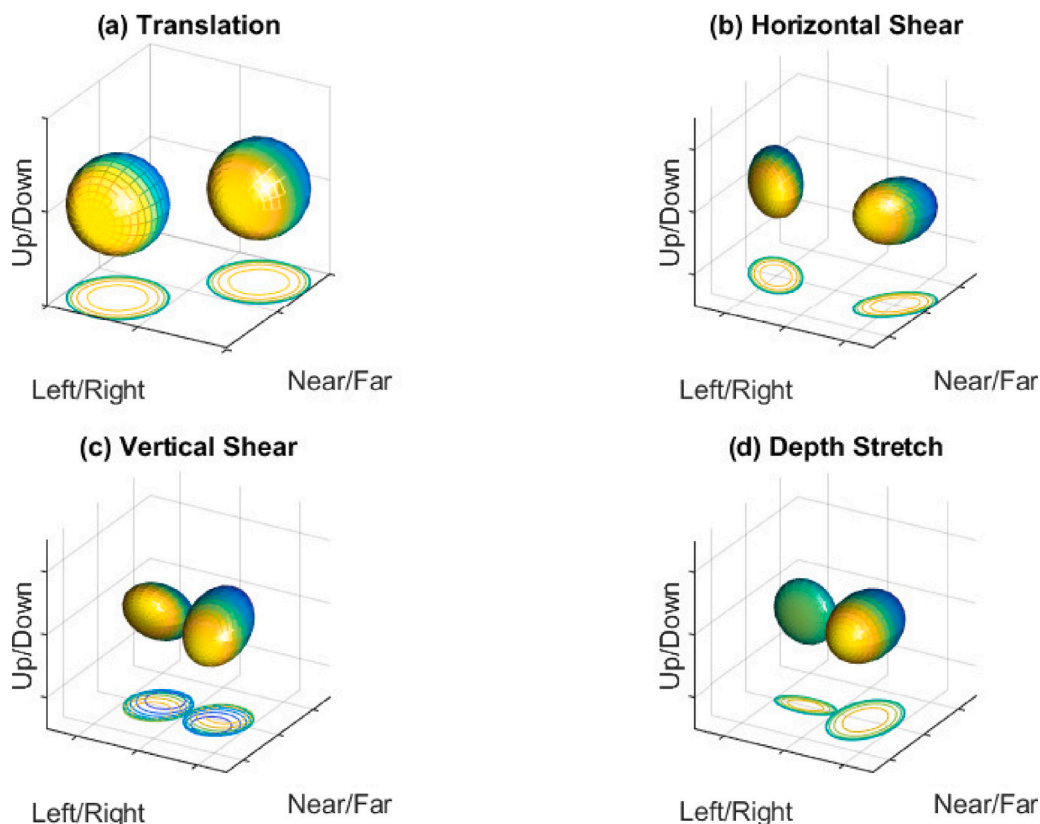 (a) Translation
(b) Horizontal Shear
Up/Down
Up/Down
Left/Right
Near/Far
Left/Right
Near/Far
(c) Vertical Shear
(d) Depth Stretch
Up/Down
Up/Down
Left/Right
Near/Far
Left/Right
Near/Far